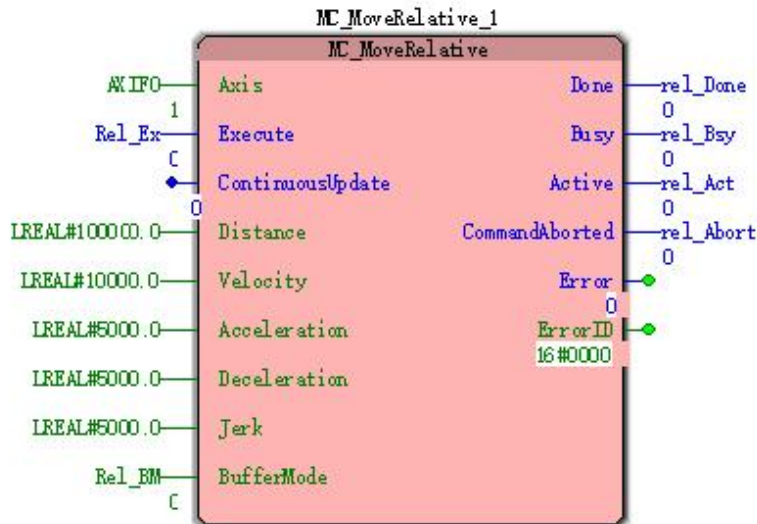 MC_MoveRelative_1
MC_MoveRelative
AXIFO Axis Done rel_Done
1 0
Rel_Ex Execute Busy rel_Bsy
C 0
ContinuousUpdate Active rel_Act
0 0
LREAL#100000.0 Distance CommandAborted rel_Abort
0
LREAL#10000.0 Velocity Error
0
LREAL#5000.0 Acceleration ErrorID
16#0000
LREAL#5000.0 Deceleration
LREAL#5000.0 Jerk
Rel_BM BufferMode
C